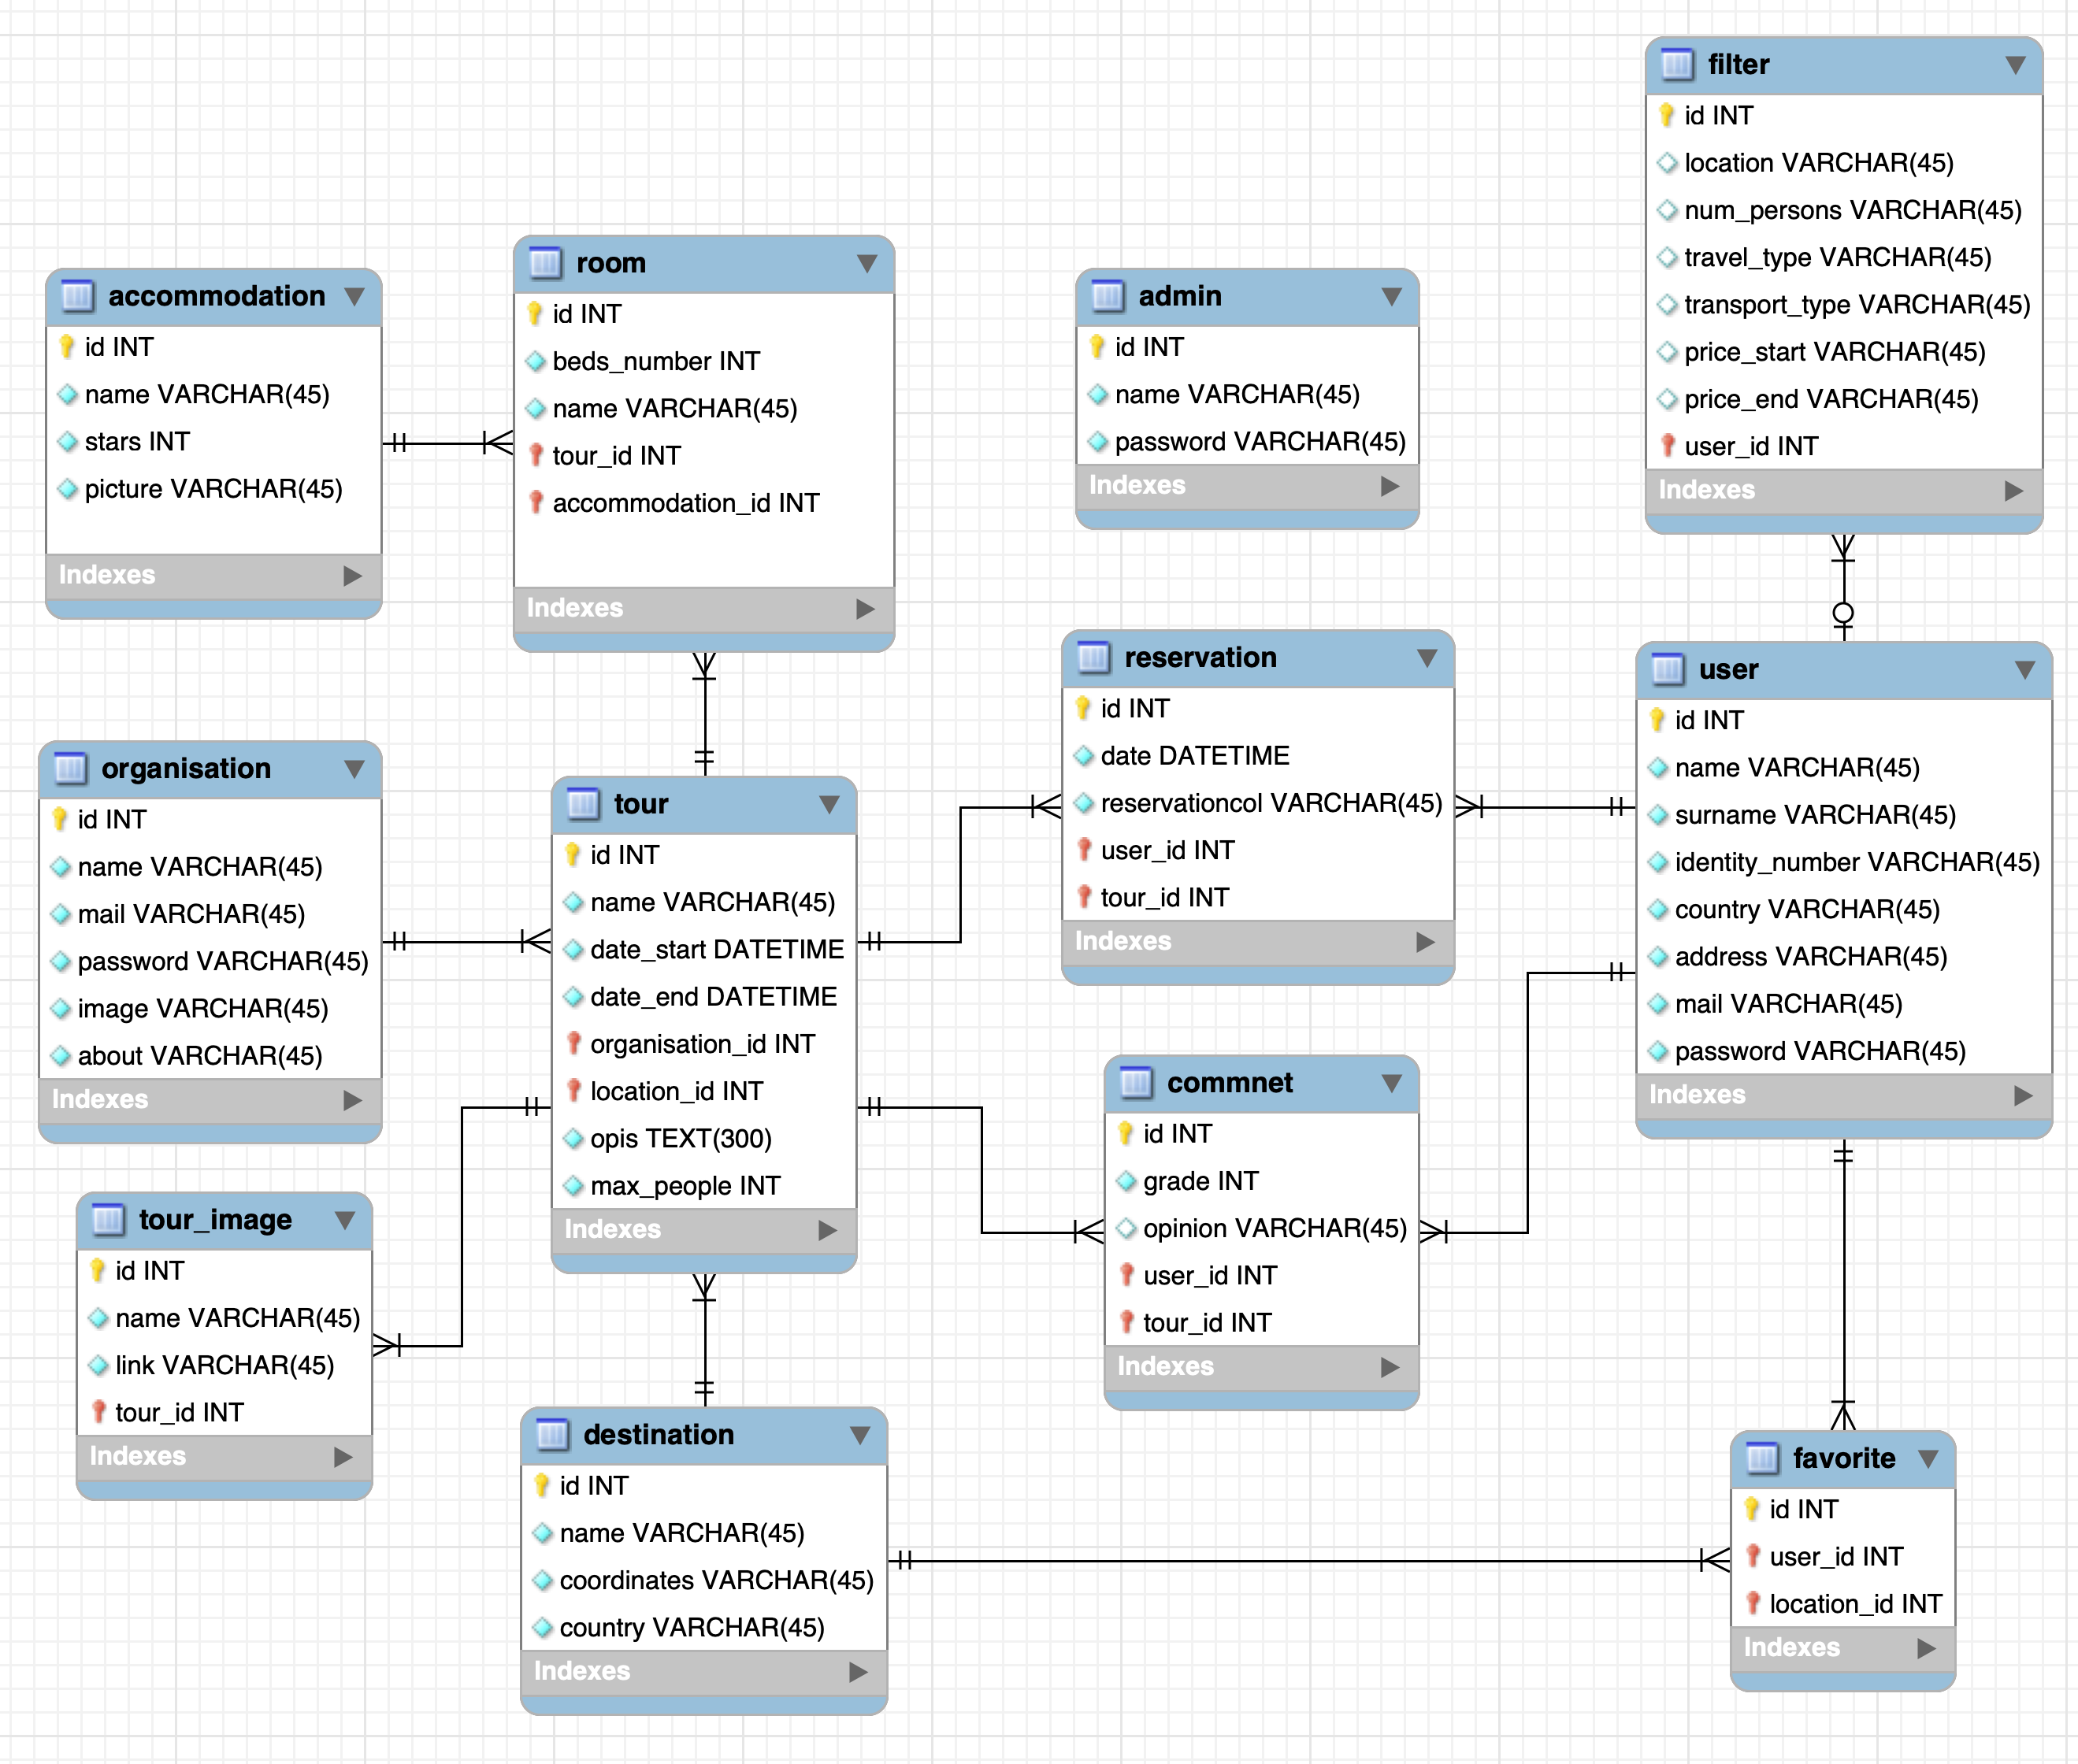 filter
id INT
location VARCHAR(45)
num_persons VARCHAR(45)
travel_type VARCHAR(45)
transport_type VARCHAR(45)
price_start VARCHAR(45)
price_end VARCHAR(45)
user_id INT
Indexes
accommodation
id INT
name VARCHAR(45)
stars INT
picture VARCHAR(45)
Indexes
room
id INT
beds_number INT
name VARCHAR(45)
tour_id INT
accommodation_id INT
Indexes
admin
id INT
name VARCHAR(45)
password VARCHAR(45)
Indexes
reservation
id INT
date DATETIME
reservationcol VARCHAR(45)
user_id INT
tour_id INT
Indexes
user
id INT
name VARCHAR(45)
surname VARCHAR(45)
identity_number VARCHAR(45)
country VARCHAR(45)
address VARCHAR(45)
mail VARCHAR(45)
password VARCHAR(45)
Indexes
organisation
id INT
name VARCHAR(45)
mail VARCHAR(45)
password VARCHAR(45)
image VARCHAR(45)
about VARCHAR(45)
Indexes
tour
id INT
name VARCHAR(45)
date_start DATETIME
date_end DATETIME
organisation_id INT
location_id INT
opis TEXT(300)
max_people INT
Indexes
commnet
id INT
grade INT
opinion VARCHAR(45)
user_id INT
tour_id INT
Indexes
tour_image
id INT
name VARCHAR(45)
link VARCHAR(45)
tour_id INT
Indexes
destination
id INT
name VARCHAR(45)
coordinates VARCHAR(45)
country VARCHAR(45)
Indexes
favorite
id INT
user_id INT
location_id INT
Indexes